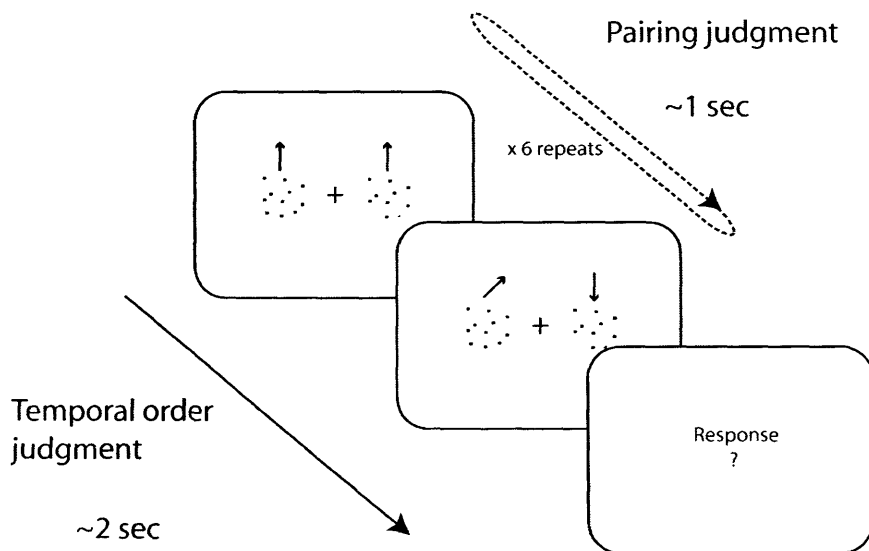 Pairing judgment
~1 sec
x 6 repeats
+
+
Temporal order
judgment
~2 sec
Response
?